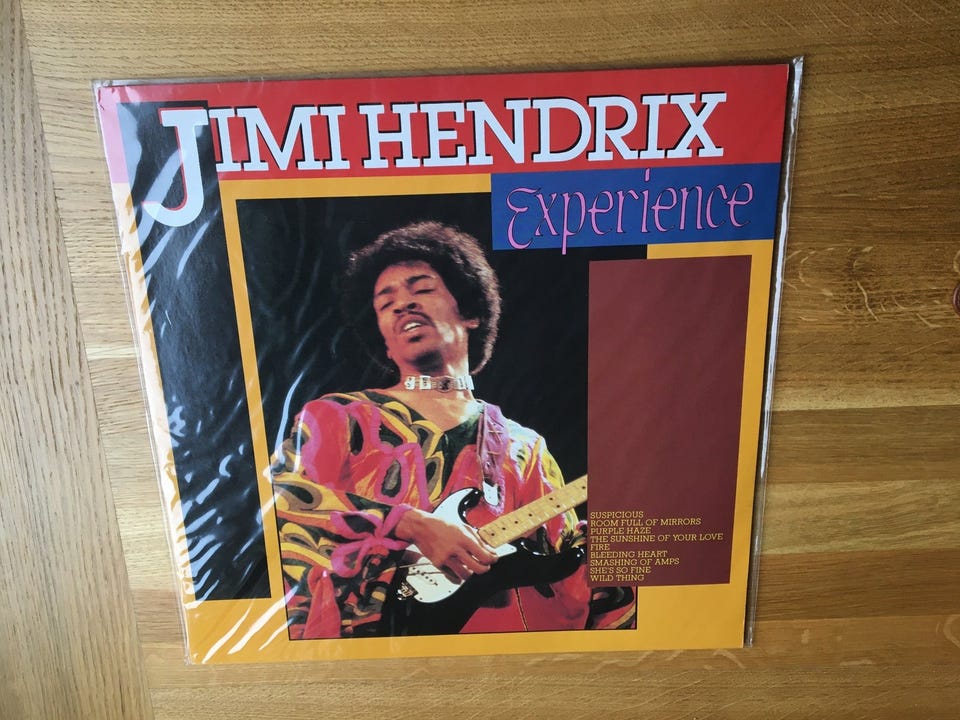 JIMI HENDRIX
Experience
SUSPICIOUS
ROOM FULL OF MIRRORS
PURPLE HAZE
THE SUNSHINE OF YOUR LOVE
FIRE
BLEEDING HEART
SMASHING OF AMPS
SHE'S SO FINE
WILD THING